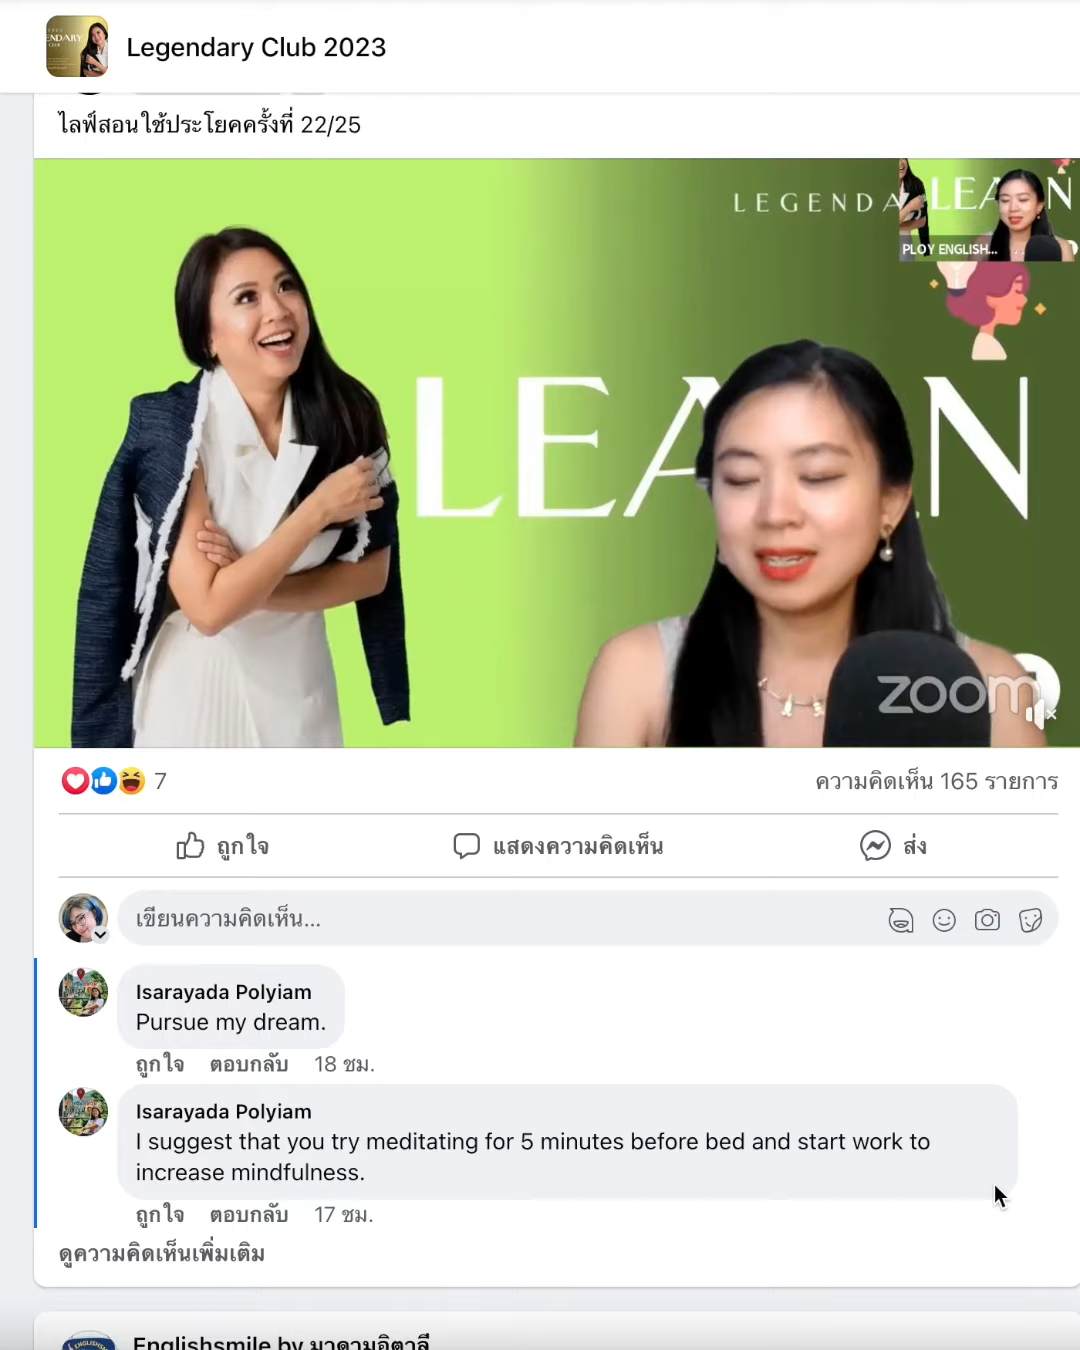 Legendary Club 2023
ไลฟ์สอนใช้ประโยคครั้งที่ 22/25
LEGENDA
LEA N
PLOY ENGLISH...
LEA N
zoom
7
ความคิดเห็น 165 รายการ
ถูกใจ
แสดงความคิดเห็น
ส่ง
เขียนความคิดเห็น...
Isarayada Polyiam
Pursue my dream.
ถูกใจ ตอบกลับ 18 ชม.
Isarayada Polyiam
I suggest that you try meditating for 5 minutes before bed and start work to
increase mindfulness.
ถูกใจ ตอบกลับ 17 ชม.
ดูความคิดเห็นเพิ่มเติม
Englishsmile by มาดามอิตาลี